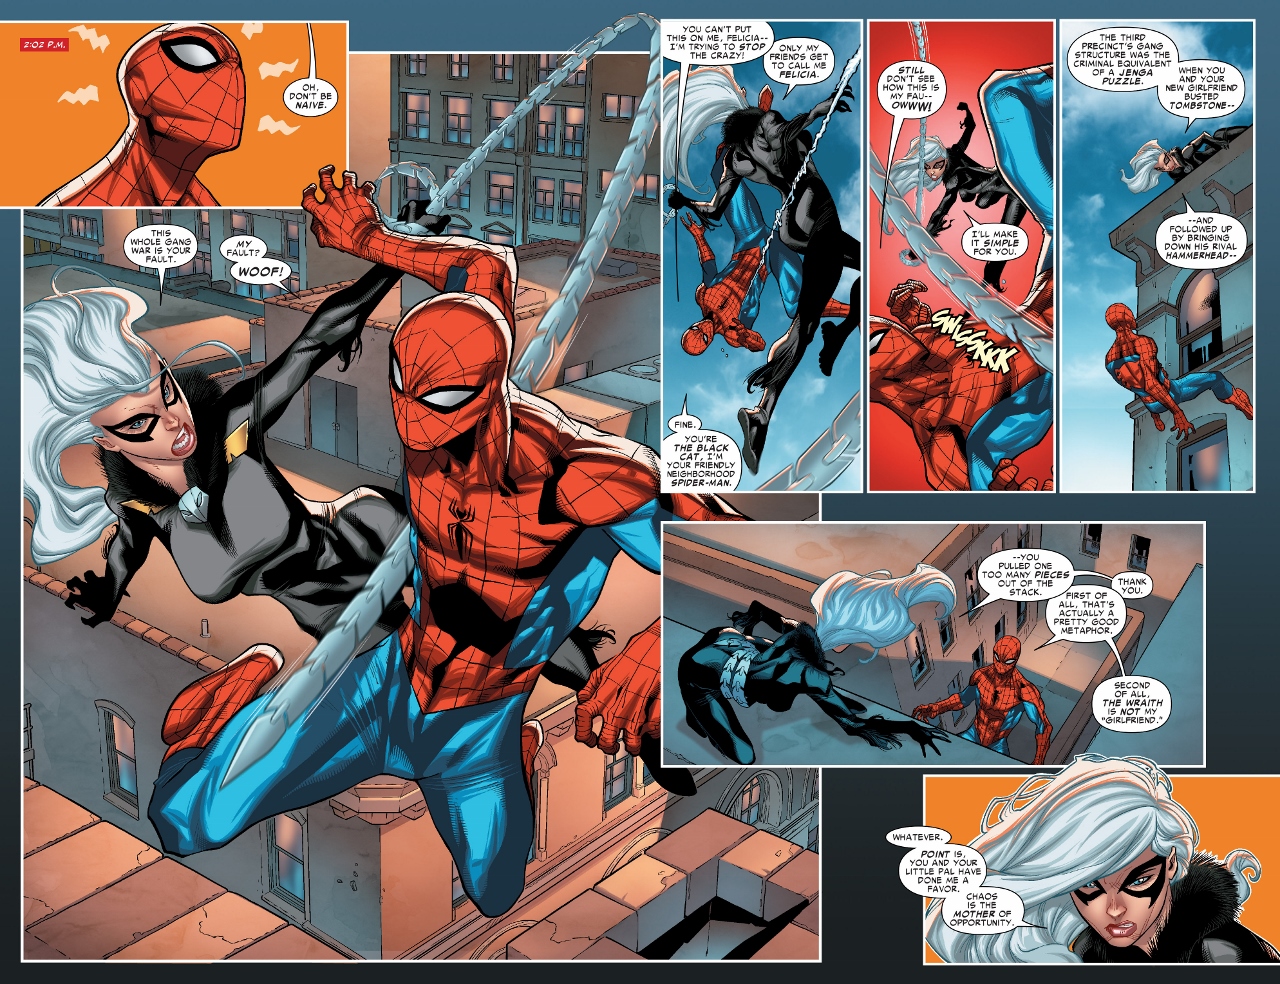 2:02 P.M.
OH,
DON'T BE
NAIVE.
THIS
WHOLE GANG
WAR IS YOUR
FAULT.
MY
FAULT?
WOOF!
YOU CAN'T PUT
THIS ON ME, FELICIA--
I'M TRYING TO STOP
THE CRAZY!
ONLY MY
FRIENDS GET
TO CALL ME
FELICIA.
FINE.
YOU'RE
THE BLACK
CAT, I'M
YOUR FRIENDLY
NEIGHBORHOOD
SPIDER-MAN.
STILL
DON'T SEE
HOW THIS IS
MY FAU--
OWWW!
I'LL MAKE
IT SIMPLE
FOR YOU.
SWIGSKKK
THE THIRD
PRECINCT'S GANG
STRUCTURE WAS THE
CRIMINAL EQUIVALENT
OF A JENGA
PUZZLE.
WHEN YOU
AND YOUR
NEW GIRLFRIEND
BUSTED
TOMBSTONE--
--AND
FOLLOWED UP
BY BRINGING
DOWN HIS RIVAL
HAMMERHEAD--
--YOU
PULLED ONE
TOO MANY PIECES
OUT OF THE
STACK.
THANK
YOU.
FIRST OF
ALL, THAT'S
ACTUALLY A
PRETTY GOOD
METAPHOR.
SECOND
OF ALL,
THE WRAITH
IS NOT MY
"GIRLFRIEND."
WHATEVER.
POINT IS,
YOU AND YOUR
LITTLE PAL HAVE
DONE ME A
FAVOR.
CHAOS
IS THE
MOTHER OF
OPPORTUNITY.